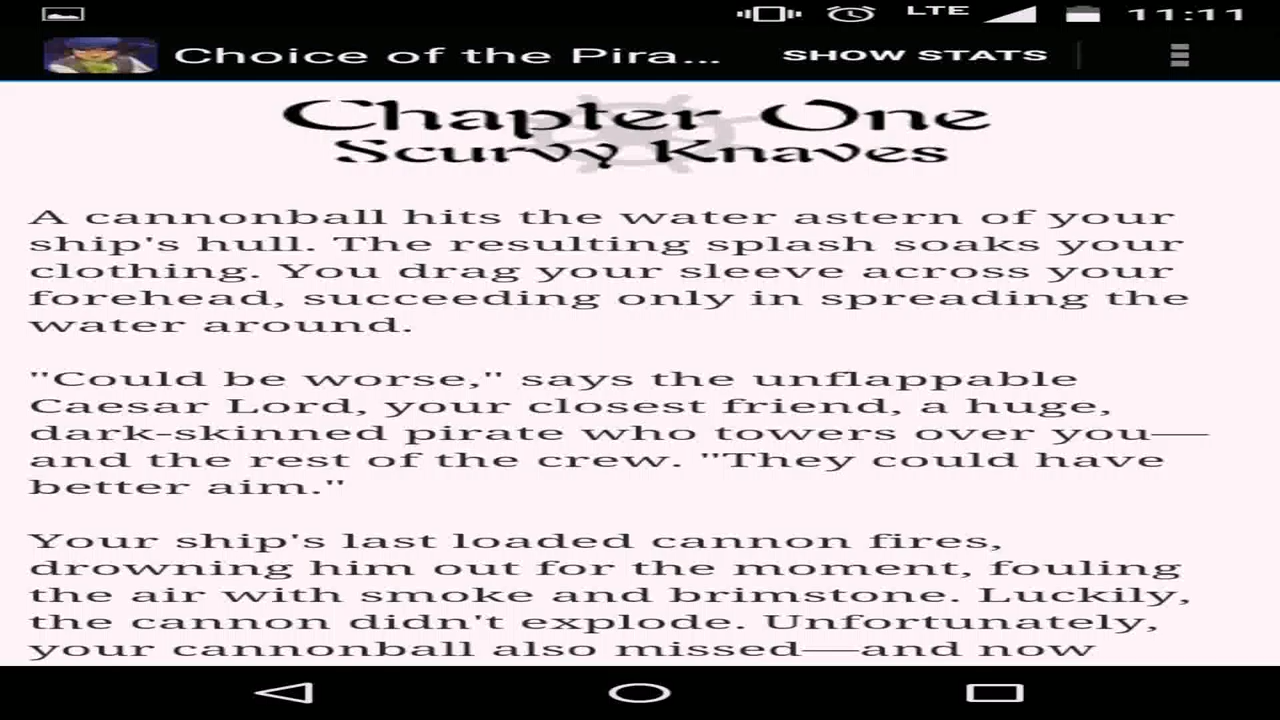 LTE 11:11
Choice of the Pira... SHOW STATS
Chapter One
Scurvy Knaves
A cannonball hits the water astern of your
ship's hull. The resulting splash soaks your
clothing. You drag your sleeve across your
forehead, succeeding only in spreading the
water around.
"Could be worse," says the unflappable
Caesar Lord, your closest friend, a huge,
dark-skinned pirate who towers over you—
and the rest of the crew. "They could have
better aim."
Your ship's last loaded cannon fires,
drowning him out for the moment, fouling
the air with smoke and brimstone. Luckily,
the cannon didn't explode. Unfortunately,
your cannonball also missed—and now